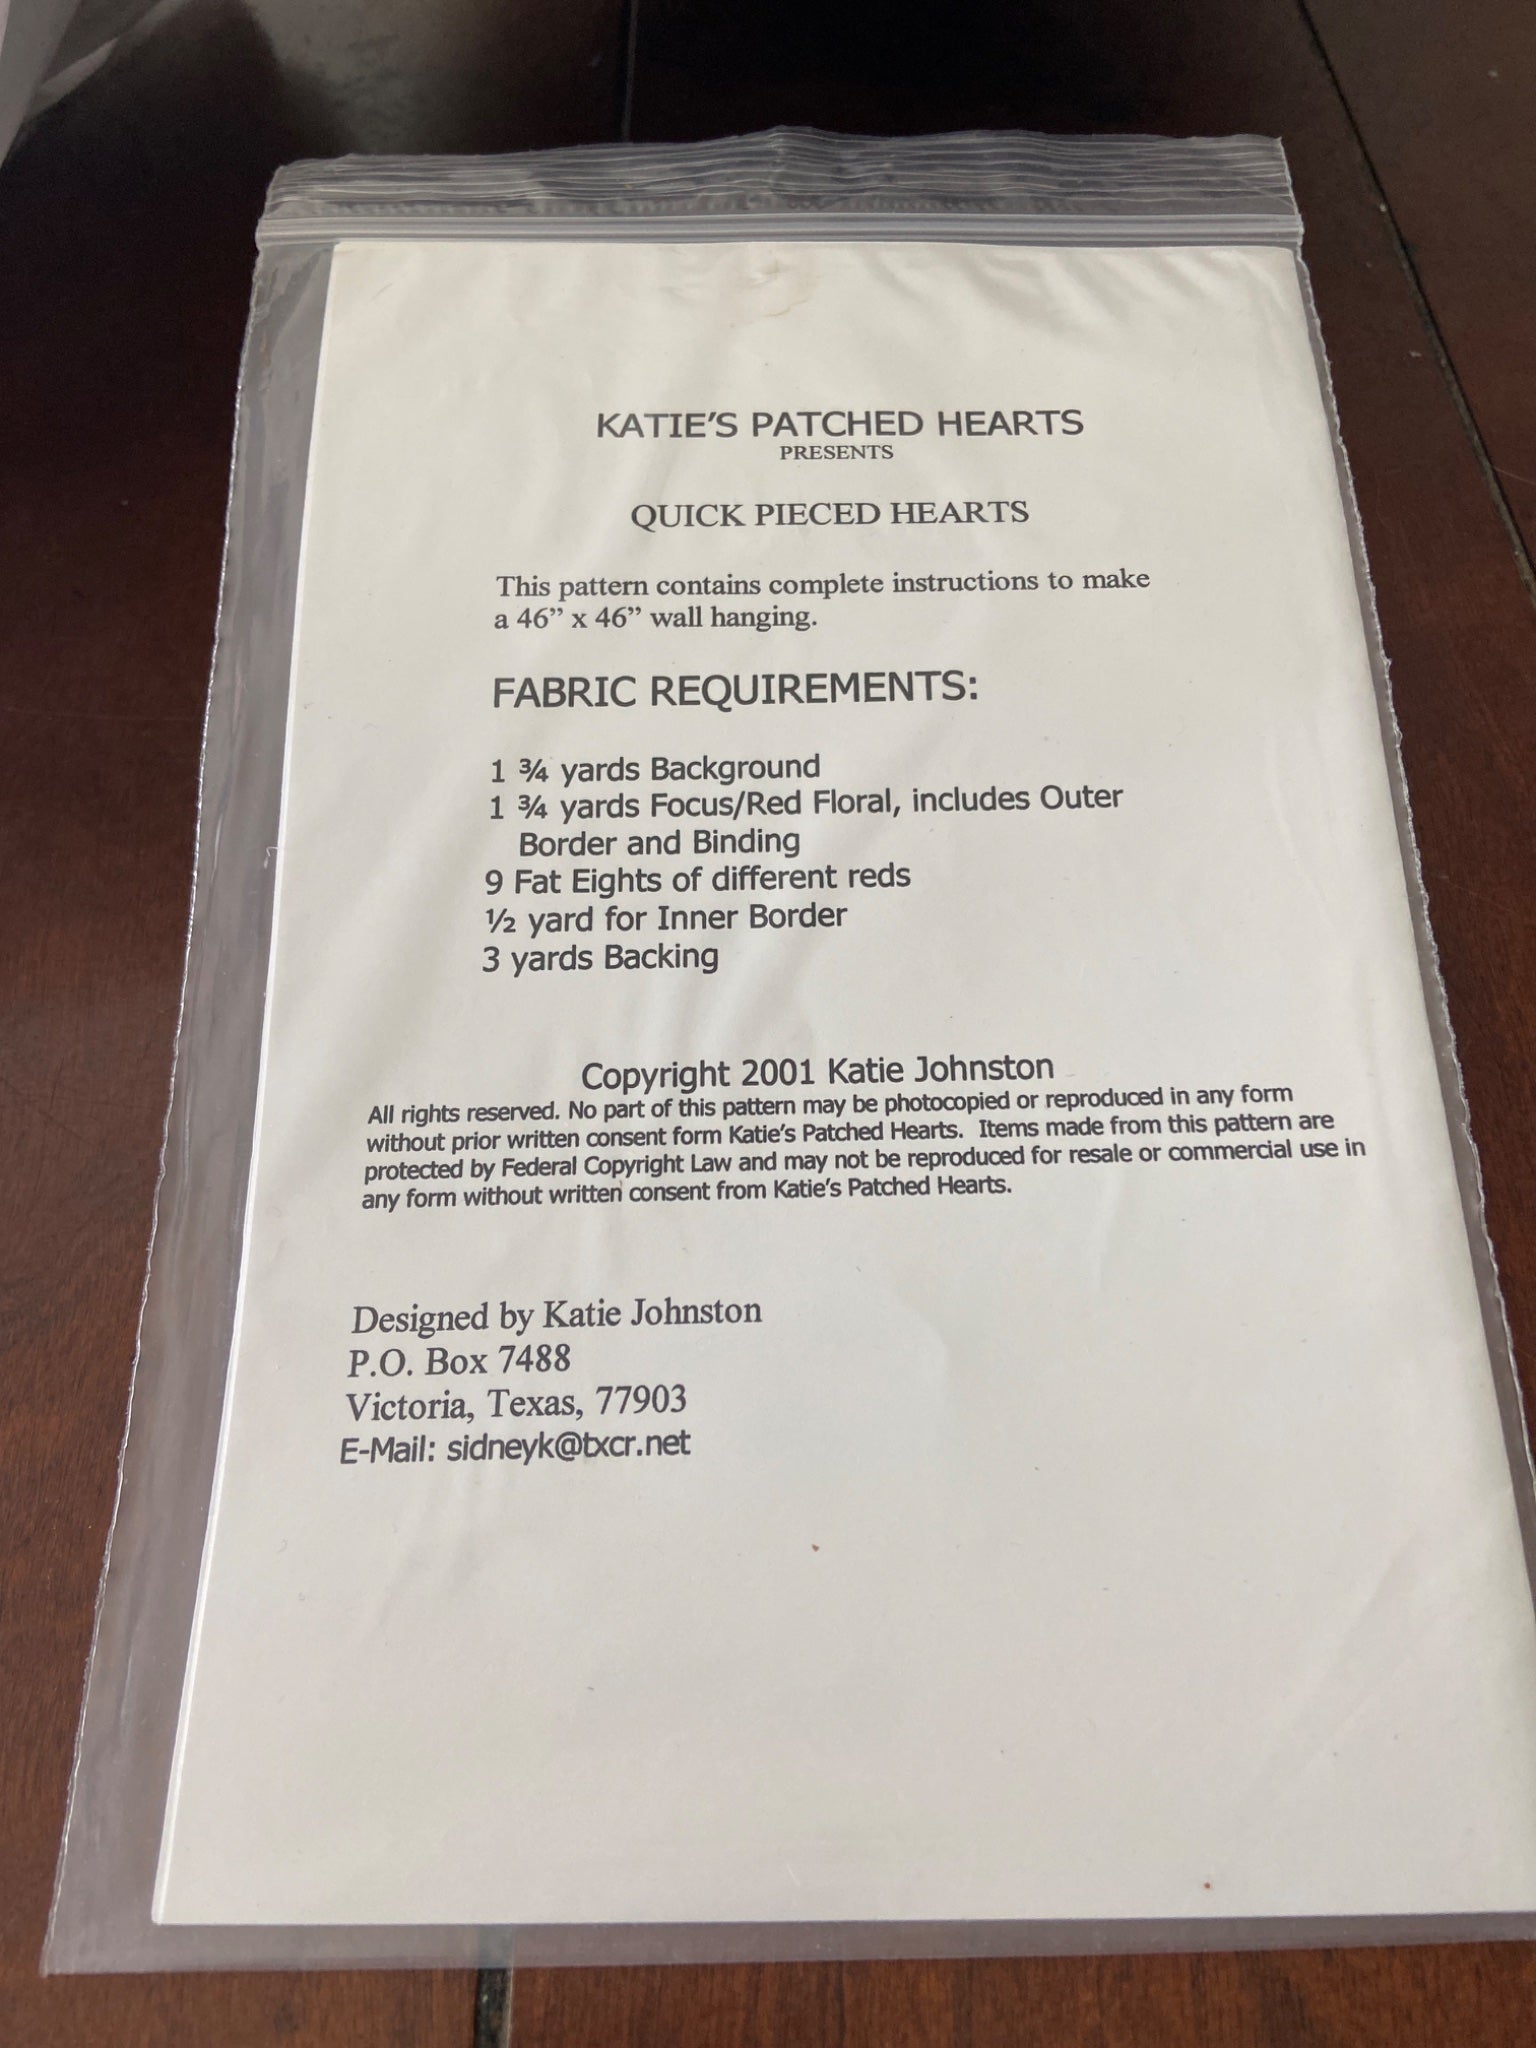 KATIE'S PATCHED HEARTS
PRESENTS
QUICK PIECED HEARTS
This pattern contains complete instructions to make
a 46” x 46” wall hanging.
FABRIC REQUIREMENTS:
1 ¾ yards Background
1 ¾ yards Focus/Red Floral, includes Outer
Border and Binding
9 Fat Eights of different reds
½ yard for Inner Border
3 yards Backing
Copyright 2001 Katie Johnston
All rights reserved. No part of this pattern may be photocopied or reproduced in any form
without prior written consent form Katie's Patched Hearts. Items made from this pattern are
protected by Federal Copyright Law and may not be reproduced for resale or commercial use in
any form without written consent from Katie's Patched Hearts.
Designed by Katie Johnston
P.O. Box 7488
Victoria, Texas, 77903
E-Mail: sidneyk@txcr.net